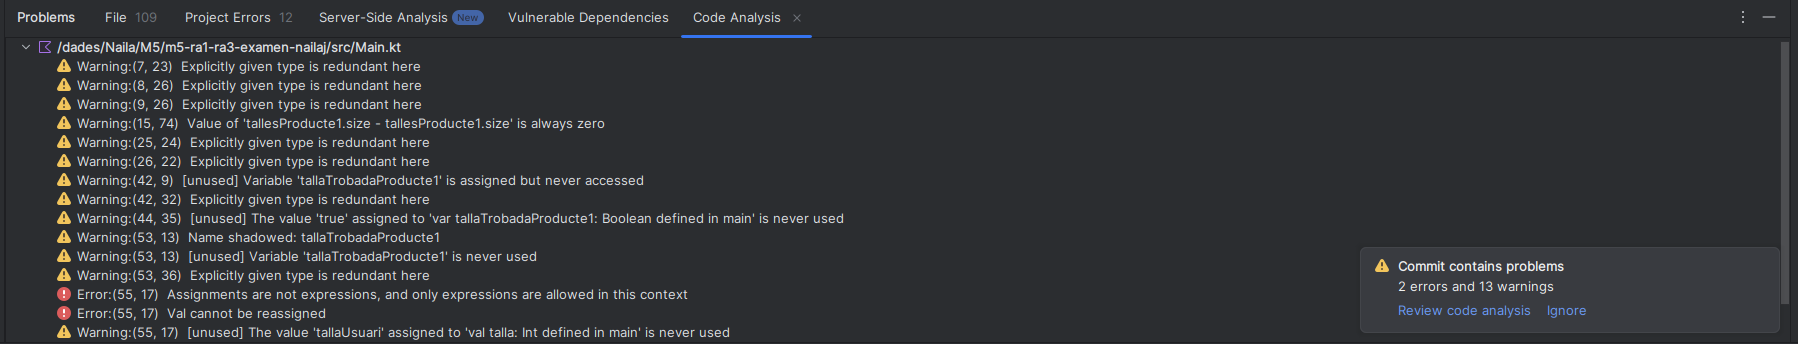 Problems File 109 Project Errors 12 Server-Side Analysis New Vulnerable Dependencies Code Analysis
/dades/Naila/M5/m5-ra1-ra3-examen-nailaj/src/Main.kt
Warning:(7, 23) Explicitly given type is redundant here
Warning:(8, 26) Explicitly given type is redundant here
Warning:(9, 26) Explicitly given type is redundant here
Warning:(15, 74) Value of 'tallesProducte1.size - tallesProducte1.size' is always zero
Warning:(25, 24) Explicitly given type is redundant here
Warning:(26, 22) Explicitly given type is redundant here
Warning:(42, 9) [unused] Variable 'tallaTrobadaProducte1' is assigned but never accessed
Warning:(42, 32) Explicitly given type is redundant here
Warning:(44, 35) [unused] The value 'true' assigned to 'var tallaTrobadaProducte1: Boolean defined in main' is never used
Warning:(53, 13) Name shadowed: tallaTrobadaProducte1
Warning:(53, 13) [unused] Variable 'tallaTrobadaProducte1' is never used
Warning:(53, 36) Explicitly given type is redundant here
Error:(55, 17) Assignments are not expressions, and only expressions are allowed in this context
Error:(55, 17) Val cannot be reassigned
Warning:(55, 17) [unused] The value 'tallaUsuari' assigned to 'val talla: Int defined in main' is never used
Commit contains problems
2 errors and 13 warnings
Review code analysis Ignore